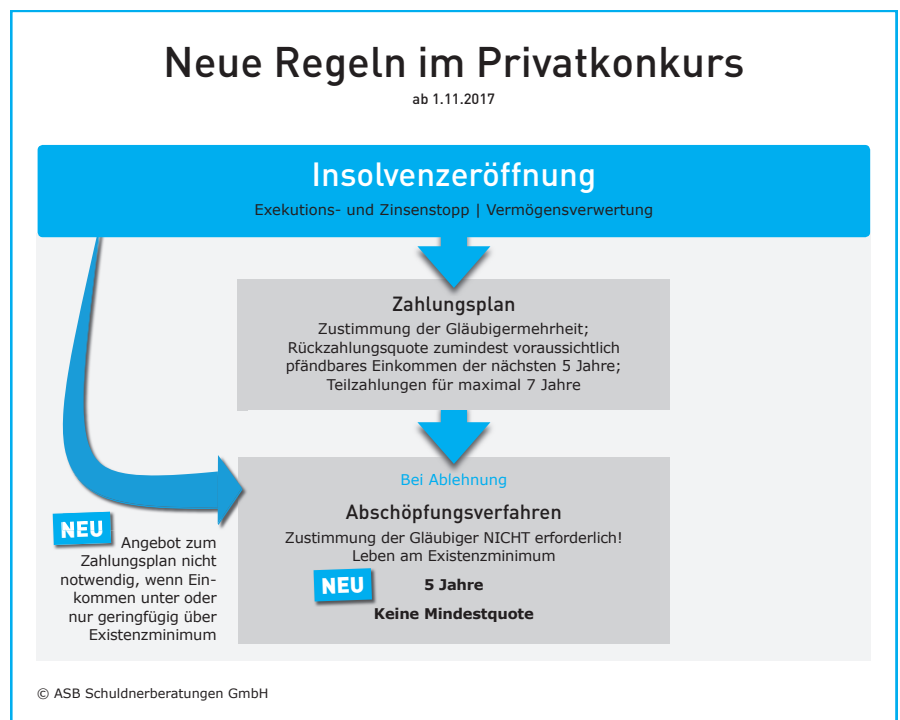 Neue Regeln im Privatkonkurs
ab 1.11.2017
Insolvenzeröffnung
Exekutions- und Zinsenstopp | Vermögensverwertung
Zahlungsplan
Zustimmung der Gläubigermehrheit;
Rückzahlungsquote zumindest voraussichtlich
pfändbares Einkommen der nächsten 5 Jahre;
Teilzahlungen für maximal 7 Jahre
Bei Ablehnung
Abschöpfungsverfahren
Zustimmung der Gläubiger NICHT erforderlich!
Leben am Existenzminimum
NEU
5 Jahre
Keine Mindestquote
NEU
Angebot zum
Zahlungsplan nicht
notwendig, wenn Ein-
kommen unter oder
nur geringfügig über
Existenzminimum
© ASB Schuldnerberatungen GmbH